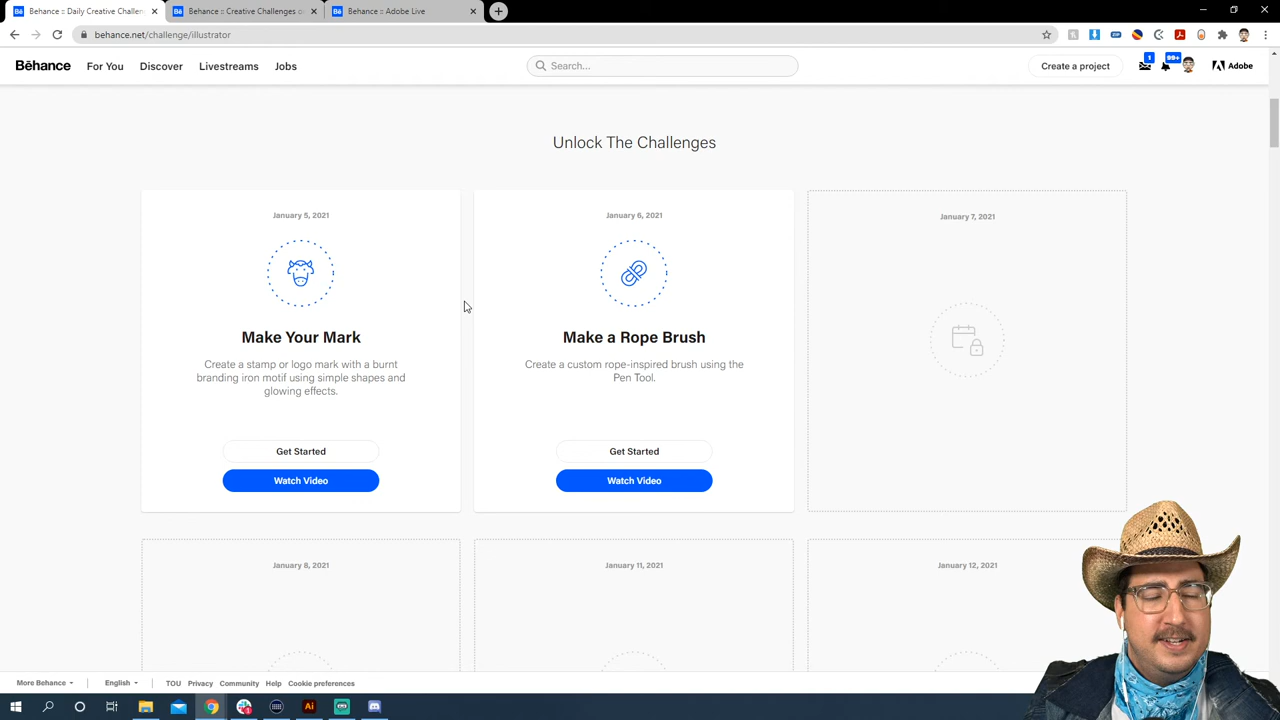 Behance :: Daily Creative Challen
Behance :: Creative Challenges o
Behance :: Adobe Live
behance.net/challenge/illustrator
Bēhance
For You
Discover
Livestreams
Jobs
Search...
Create a project
1
99+
Adobe
Unlock The Challenges
January 5, 2021
Make Your Mark
Create a stamp or logo mark with a burnt
branding iron motif using simple shapes and
glowing effects.
Get Started
Watch Video
January 6, 2021
Make a Rope Brush
Create a custom rope-inspired brush using the
Pen Tool.
Get Started
Watch Video
January 7, 2021
January 8, 2021
January 11, 2021
January 12, 2021
More Behance
English
TOU
Privacy
Community
Help
Cookie preferences